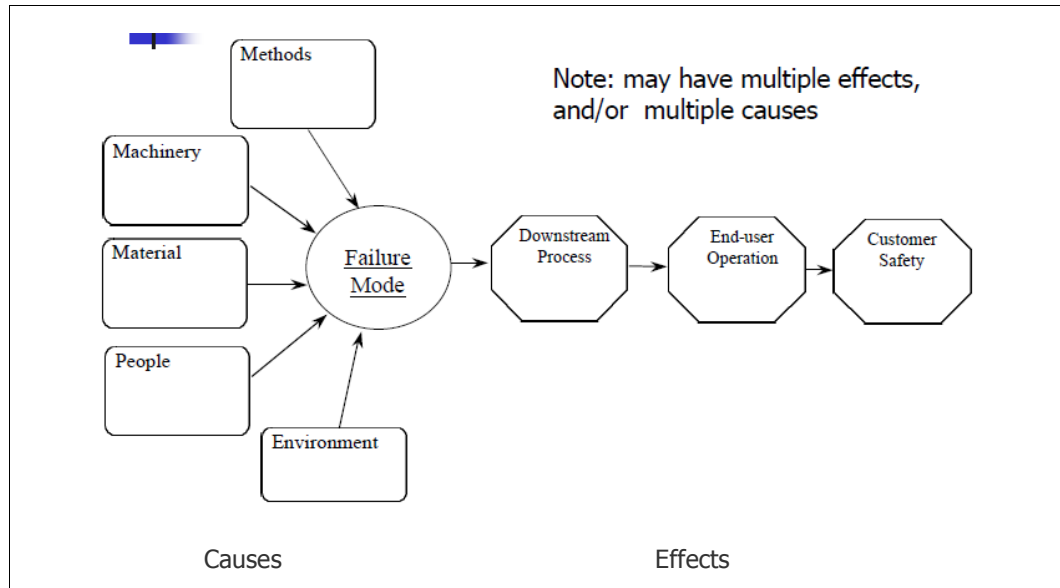 Methods
Note: may have multiple effects,
and/or multiple causes
Machinery
Material
People
Environment
Failure
Mode
Downstream
Process
End-user
Operation
Customer
Safety
Causes
Effects